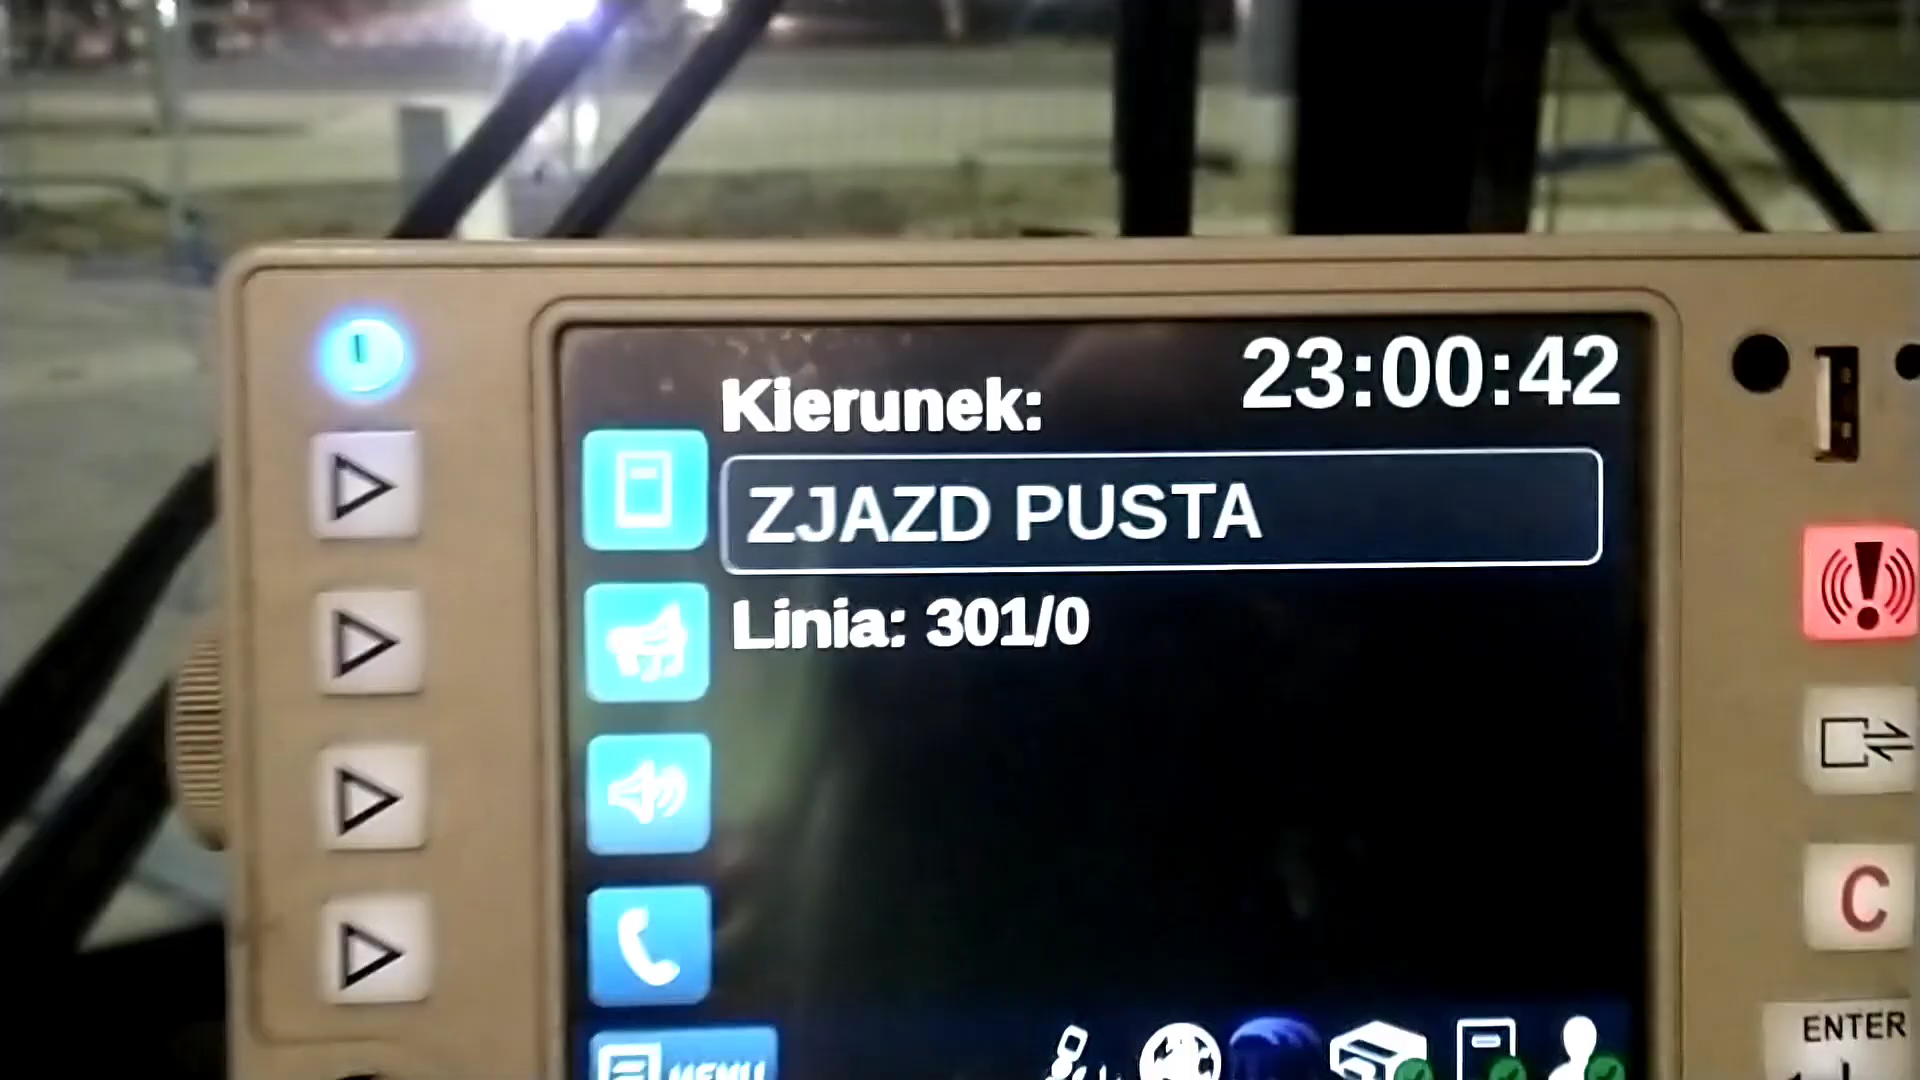 23:00:42
Kierunek:
ZJAZD PUSTA
Linia: 301/0
C
MENU
ENTER